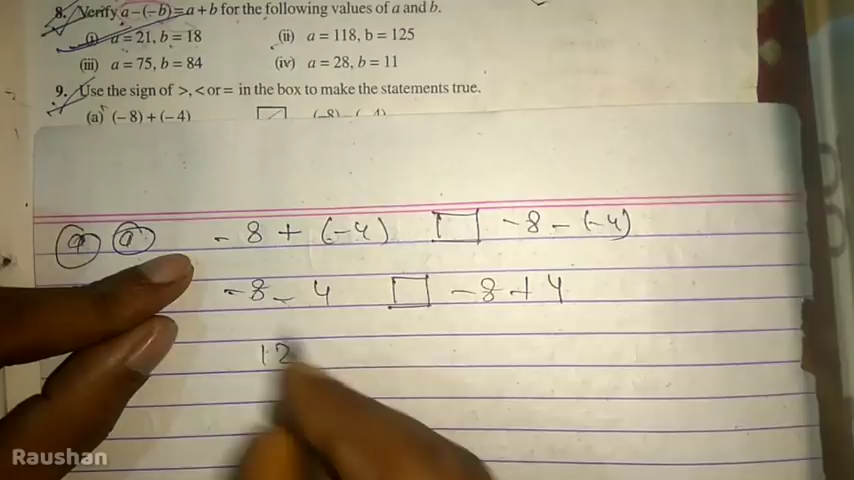 8. Verify a – (– b) = a + b for the following values of a and b.
(i) a = 21, b = 18 (ii) a = 118, b = 125
(iii) a = 75, b = 84 (iv) a = 28, b = 11
9. Use the sign of >, < or = in the box to make the statements true.
(a) (– 8) + (– 4) □ (– 8) – (– 4)
9 a - 8 + (-4) □ -8 - (-4)
-8 - 4 □ -8 + 4
12
Raushan